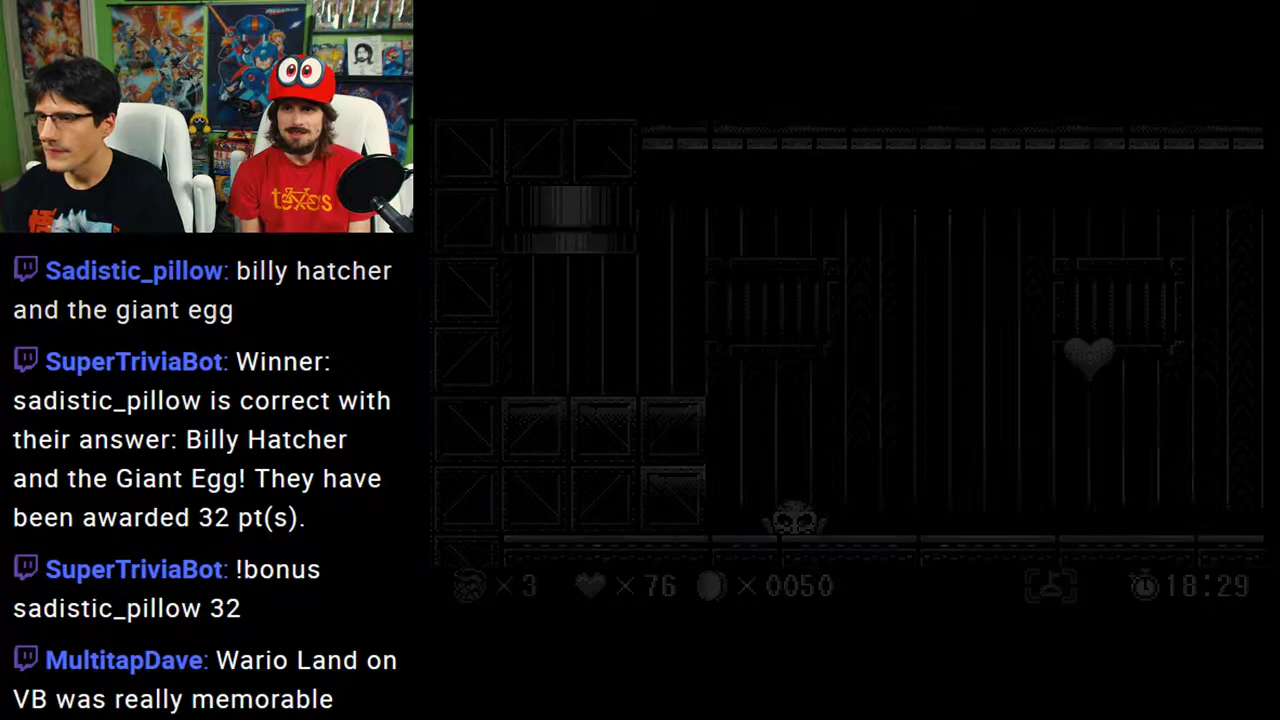 texas
Sadistic_pillow: billy hatcher
and the giant egg
SuperTriviaBot: Winner:
sadistic_pillow is correct with
their answer: Billy Hatcher
and the Giant Egg! They have
been awarded 32 pt(s).
SuperTriviaBot: !bonus
sadistic_pillow 32
MultitapDave: Wario Land on
VB was really memorable
× 3 × 76 × 0050 18:29